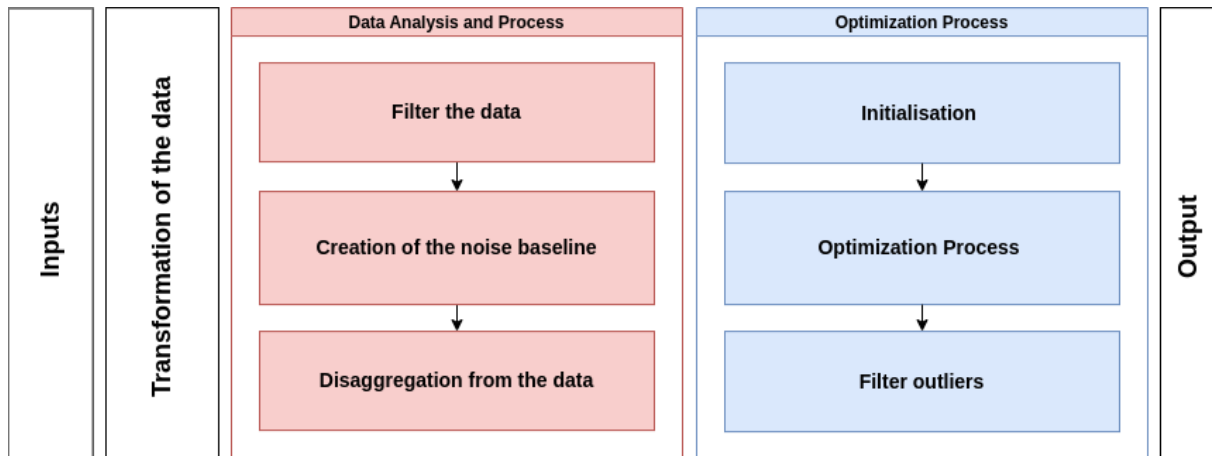 Inputs
Transformation of the data
Data Analysis and Process
Filter the data
Creation of the noise baseline
Disaggregation from the data
Optimization Process
Initialisation
Optimization Process
Filter outliers
Output